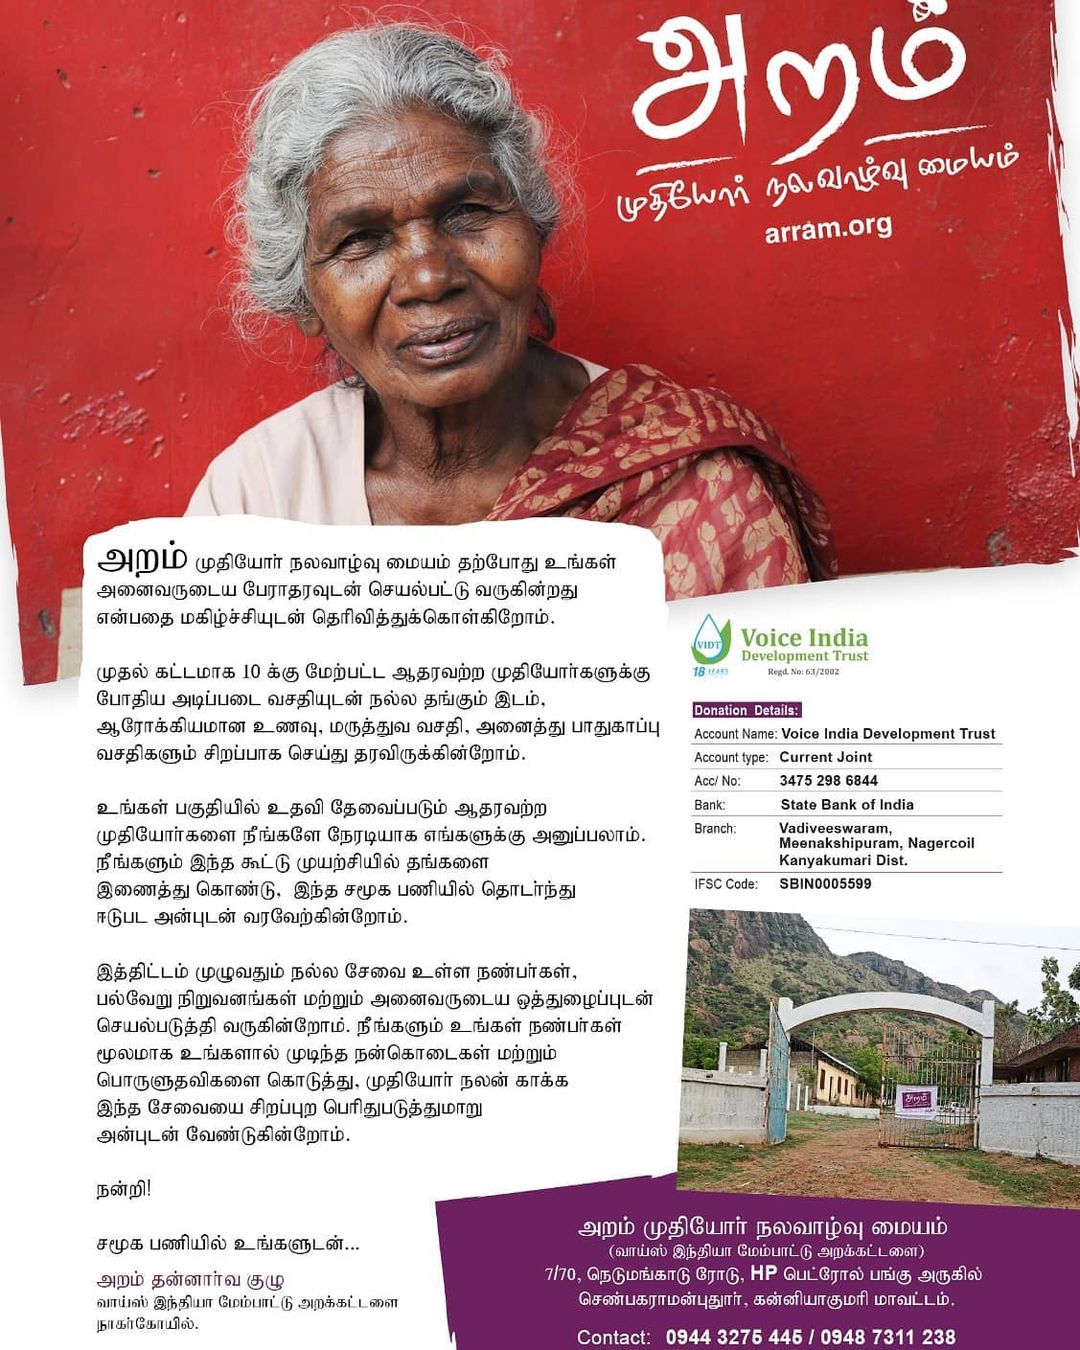 அறம்
முதியோர் நலவாழ்வு மையம்
arram.org
அறம் முதியோர் நலவாழ்வு மையம் தற்போது உங்கள்
அனைவருடைய பேராதரவுடன் செயல்பட்டு வருகின்றது
என்பதை மகிழ்ச்சியுடன் தெரிவித்துக்கொள்கிறோம்.
முதல் கட்டமாக 10 க்கு மேற்பட்ட ஆதரவற்ற முதியோர்களுக்கு
போதிய அடிப்படை வசதியுடன் நல்ல தங்கும் இடம்,
ஆரோக்கியமான உணவு, மருத்துவ வசதி, அனைத்து பாதுகாப்பு
வசதிகளும் சிறப்பாக செய்து தரவிருக்கின்றோம்.
உங்கள் பகுதியில் உதவி தேவைப்படும் ஆதரவற்ற
முதியோர்களை நீங்களே நேரடியாக எங்களுக்கு அனுப்பலாம்.
நீங்களும் இந்த கூட்டு முயற்சியில் தங்களை
இணைத்து கொண்டு, இந்த சமூக பணியில் தொடர்ந்து
ஈடுபட அன்புடன் வரவேற்கின்றோம்.
இத்திட்டம் முழுவதும் நல்ல சேவை உள்ள நண்பர்கள்,
பல்வேறு நிறுவனங்கள் மற்றும் அனைவருடைய ஒத்துழைப்புடன்
செயல்படுத்தி வருகின்றோம். நீங்களும் உங்கள் நண்பர்கள்
மூலமாக உங்களால் முடிந்த நன்கொடைகள் மற்றும்
பொருளுதவிகளை கொடுத்து, முதியோர் நலன் காக்க
இந்த சேவையை சிறப்புற பெரிதுபடுத்துமாறு
அன்புடன் வேண்டுகின்றோம்.
நன்றி!
சமூக பணியில் உங்களுடன்...
அறம் தன்னார்வ குழு
வாய்ஸ் இந்தியா மேம்பாட்டு அறக்கட்டளை
நாகர்கோயில்.
VIDT
18 YEARS
Voice India
Development Trust
Regd. No: 63/2002
Donation Details:
Account Name: Voice India Development Trust
Account type: Current Joint
Acc/ No: 3475 298 6844
Bank: State Bank of India
Branch: Vadiveeswaram,
Meenakshipuram, Nagercoil
Kanyakumari Dist.
IFSC Code: SBIN0005599
அறம்
அறம் முதியோர் நலவாழ்வு மையம்
(வாய்ஸ் இந்தியா மேம்பாட்டு அறக்கட்டளை)
7/70, நெடுமங்காடு ரோடு, HP பெட்ரோல் பங்கு அருகில்
செண்பகராமன்புதூர், கன்னியாகுமரி மாவட்டம்.
Contact: 0944 3275 445 / 0948 7311 238